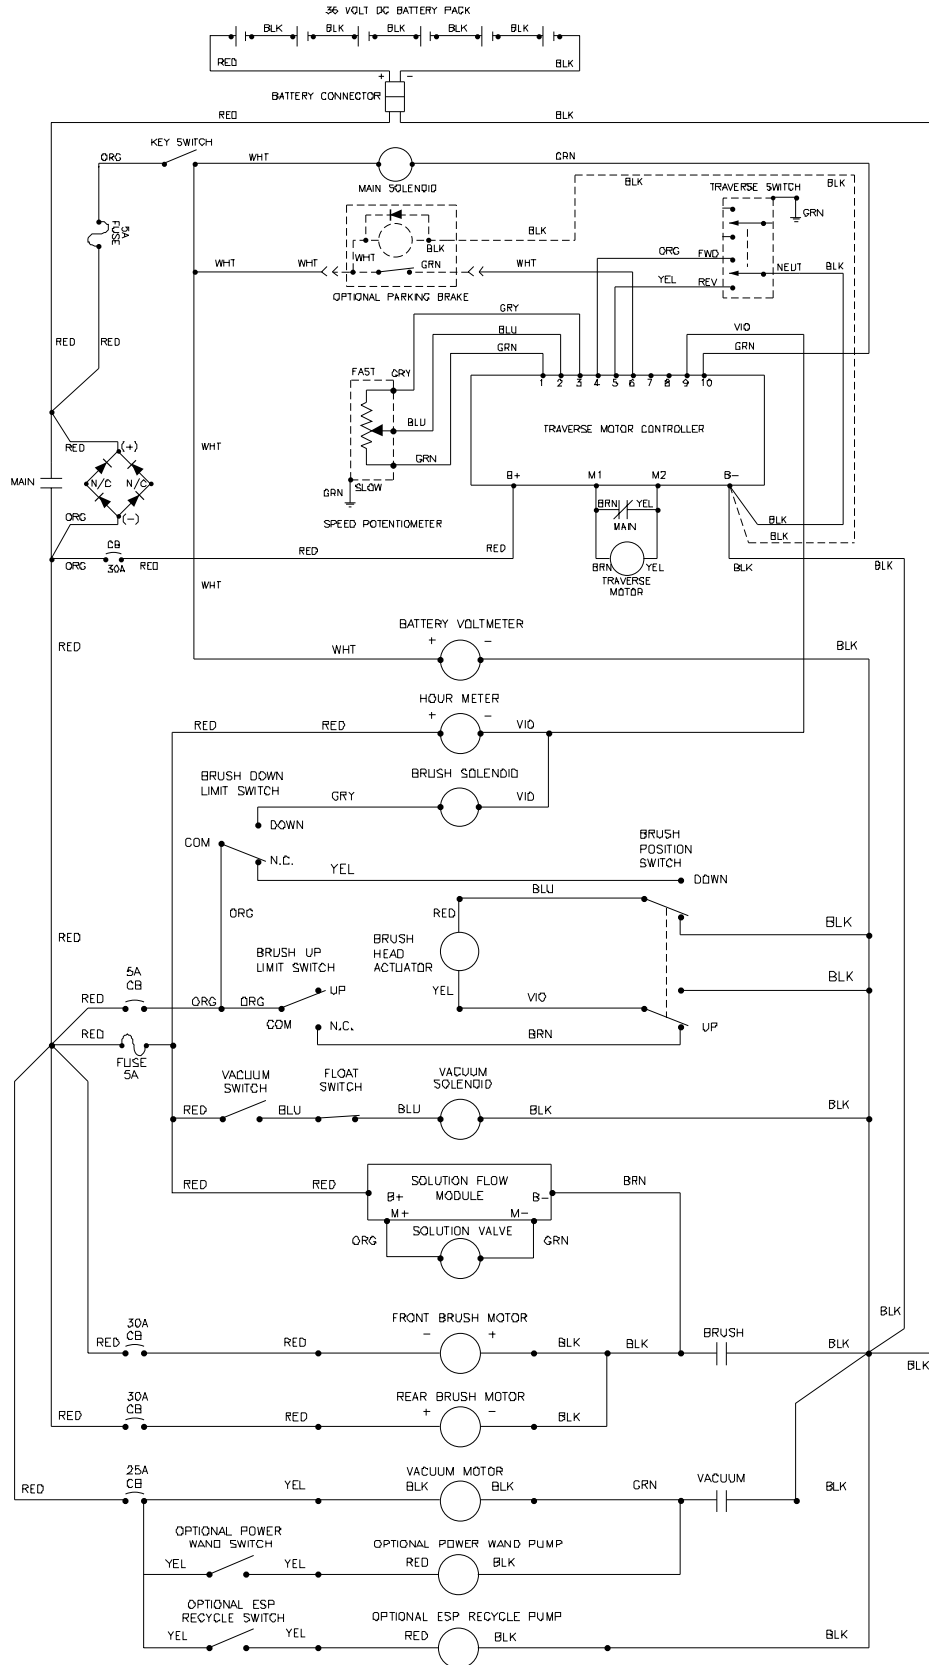 36 VOLT DC BATTERY PACK
BLK BLK BLK BLK BLK
RED BLK
+ -
BATTERY CONNECTOR
RED BLK
KEY SWITCH
ORG WHT GRN
MAIN SOLENOID
BLK TRAVERSE SWITCH BLK
5A FUSE
GRN
BLK
BLK
WHT
ORG FWD
WHT WHT GRN WHT
NEUT BLK
YEL REV
OPTIONAL PARKING BRAKE
GRY
BLU VIO
RED RED GRN GRN
FAST GRY
1 2 3 4 5 6 7 8 9 10
BLU
TRAVERSE MOTOR CONTROLLER
RED (+)
WHT
GRN
MAIN N/C N/C
B+ M1 M2 B-
GRN SLOW
ORG (-)
BRN YEL
MAIN
SPEED POTENTIOMETER
BLK
BLK
CB
RED RED
ORG 30A RED
BRN YEL BLK BLK
TRAVERSE MOTOR
WHT
BATTERY VOLTMETER
RED WHT + - BLK
HOUR METER
RED RED + - VIO
BRUSH DOWN
LIMIT SWITCH
BRUSH SOLENOID
GRY VIO
DOWN
COM N.C.
BRUSH
POSITION
SWITCH
YEL DOWN
BLU
ORG RED BLK
RED
BRUSH UP
LIMIT SWITCH
BRUSH
HEAD
ACTUATOR
5A
CB
BLK
RED ORG ORG UP YEL VIO
COM N.C. UP
RED BRN
FUSE
5A
VACUUM
SWITCH
FLOAT
SWITCH
VACUUM
SOLENOID
RED BLU BLU BLK BLK
SOLUTION FLOW
MODULE
RED RED B+ B- BRN
M+ M-
SOLUTION VALVE
ORG GRN
BLK
FRONT BRUSH MOTOR
30A
CB
- +
BRUSH
RED RED BLK BLK BLK
BLK
REAR BRUSH MOTOR
30A
CB
+ -
RED RED BLK
VACUUM MOTOR
25A
CB
VACUUM
RED YEL BLK BLK GRN BLK
OPTIONAL POWER
WAND SWITCH
OPTIONAL POWER WAND PUMP
YEL YEL RED BLK
OPTIONAL ESP
RECYCLE SWITCH
OPTIONAL ESP RECYCLE PUMP
YEL YEL RED BLK